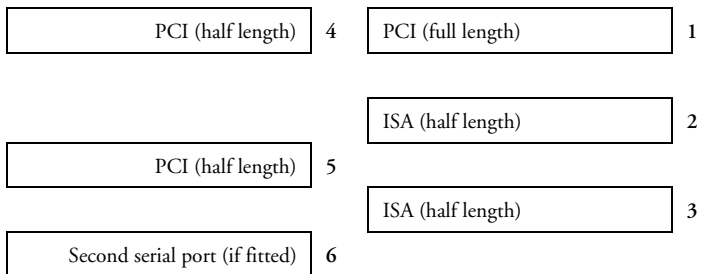 PCI (half length) 4 PCI (full length) 1
ISA (half length) 2
PCI (half length) 5
ISA (half length) 3
Second serial port (if fitted) 6